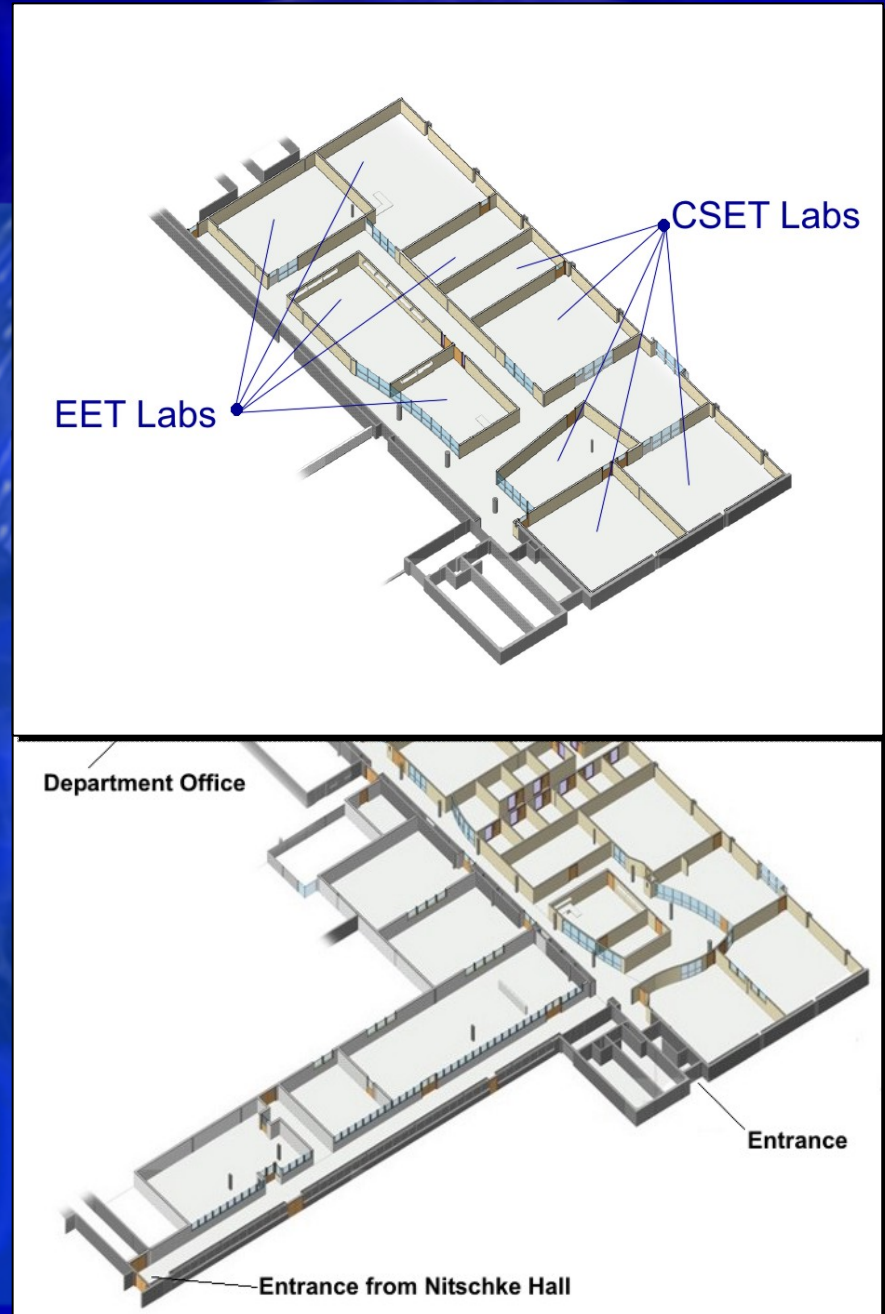 CSET Labs
EET Labs
Department Office
Entrance
Entrance from Nitschke Hall